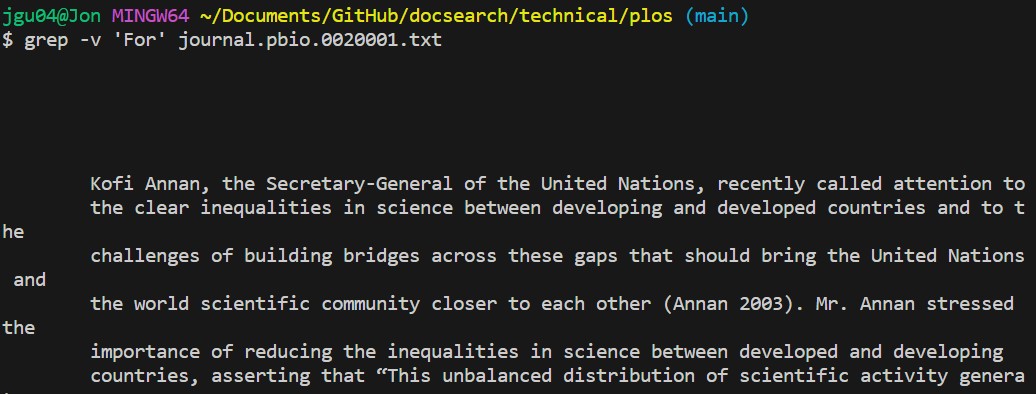 jgu04@Jon MINGW64 ~/Documents/GitHub/docsearch/technical/plos (main)
$ grep -v 'For' journal.pbio.0020001.txt
Kofi Annan, the Secretary-General of the United Nations, recently called attention to
the clear inequalities in science between developing and developed countries and to t
he
challenges of building bridges across these gaps that should bring the United Nations
and
the world scientific community closer to each other (Annan 2003). Mr. Annan stressed
the
importance of reducing the inequalities in science between developed and developing
countries, asserting that “This unbalanced distribution of scientific activity genera